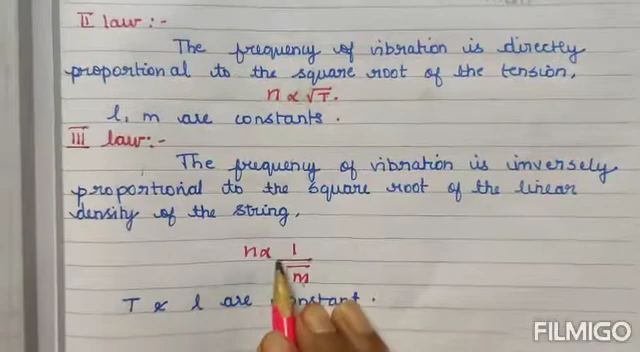 II law:-
The frequency of vibration is directly
proportional to the square root of the tension,
n ∝ √T.
l, m are constants.
III law:-
The frequency of vibration is inversely
proportional to the square root of the linear
density of the string,
n ∝ 1/√m
T & l are constant.
FILMIGO